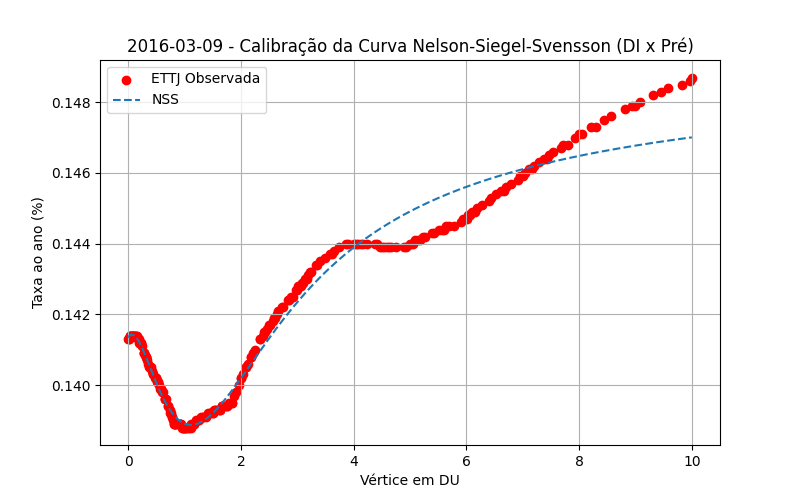 2016-03-09 - Calibração da Curva Nelson-Siegel-Svensson (DI x Pré)
ETTJ Observada
NSS
Taxa ao ano (%)
0.148
0.146
0.144
0.142
0.140
0 2 4 6 8 10
Vértice em DU